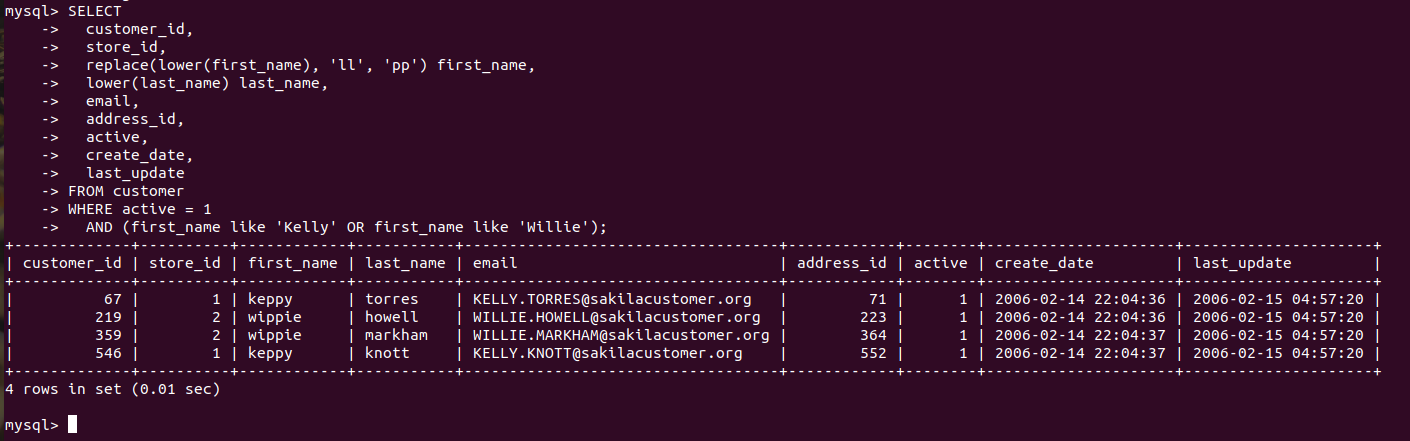 mysql> SELECT
    ->   customer_id,
    ->   store_id,
    ->   replace(lower(first_name), 'll', 'pp') first_name,
    ->   lower(last_name) last_name,
    ->   email,
    ->   address_id,
    ->   active,
    ->   create_date,
    ->   last_update
    -> FROM customer
    -> WHERE active = 1
    ->   AND (first_name like 'Kelly' OR first_name like 'Willie');
+-------------+----------+------------+-----------+-----------------------------------+------------+--------+---------------------+---------------------+
| customer_id | store_id | first_name | last_name | email                             | address_id | active | create_date         | last_update         |
+-------------+----------+------------+-----------+-----------------------------------+------------+--------+---------------------+---------------------+
|          67 |        1 | keppy      | torres    | KELLY.TORRES@sakilacustomer.org   |         71 |      1 | 2006-02-14 22:04:36 | 2006-02-15 04:57:20 |
|         219 |        2 | wippie     | howell    | WILLIE.HOWELL@sakilacustomer.org  |        223 |      1 | 2006-02-14 22:04:36 | 2006-02-15 04:57:20 |
|         359 |        2 | wippie     | markham   | WILLIE.MARKHAM@sakilacustomer.org |        364 |      1 | 2006-02-14 22:04:37 | 2006-02-15 04:57:20 |
|         546 |        1 | keppy      | knott     | KELLY.KNOTT@sakilacustomer.org    |        552 |      1 | 2006-02-14 22:04:37 | 2006-02-15 04:57:20 |
+-------------+----------+------------+-----------+-----------------------------------+------------+--------+---------------------+---------------------+
4 rows in set (0.01 sec)
mysql>